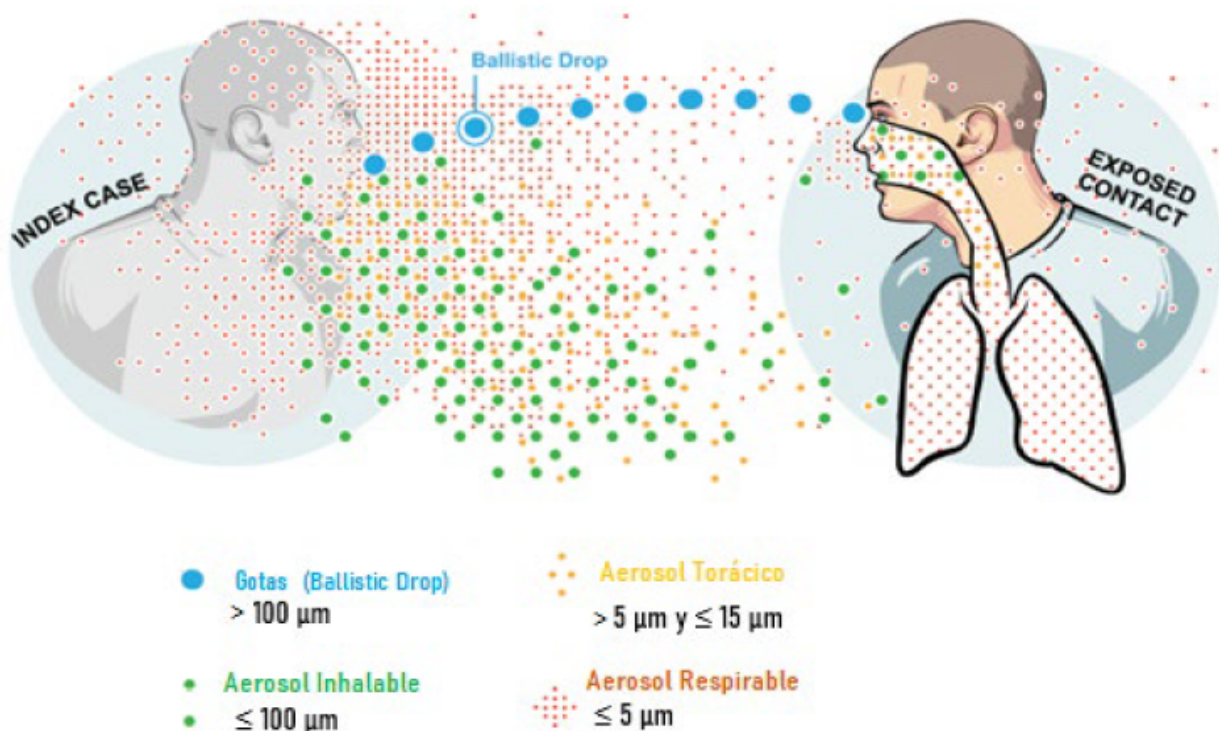 Ballistic Drop
INDEX CASE
EXPOSED
CONTACT
Gotas (Ballistic Drop)
> 100 µm
Aerosol Torácico
> 5 µm y ≤ 15 µm
Aerosol Inhalable
≤ 100 µm
Aerosol Respirable
≤ 5 µm